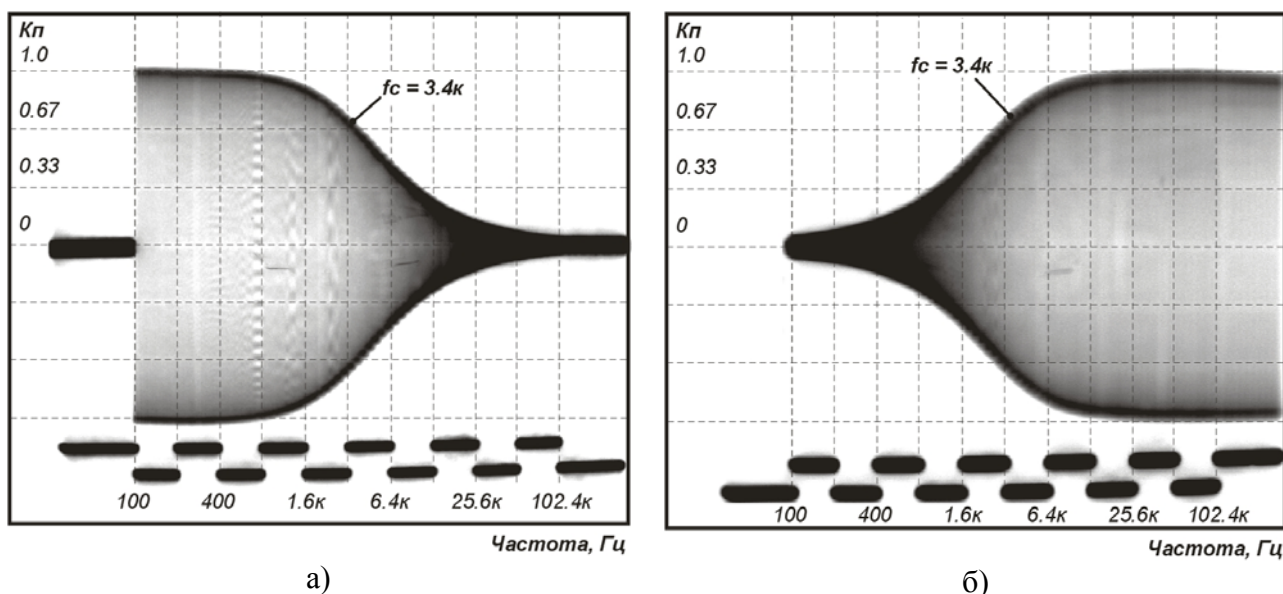 Кп
1.0
fc = 3.4к
0.67
0.33
0
100 400 1.6к 6.4к 25.6к 102.4к
Частота, Гц
а)
Кп
1.0
fc = 3.4к
0.67
0.33
0
100 400 1.6к 6.4к 25.6к 102.4к
Частота, Гц
б)